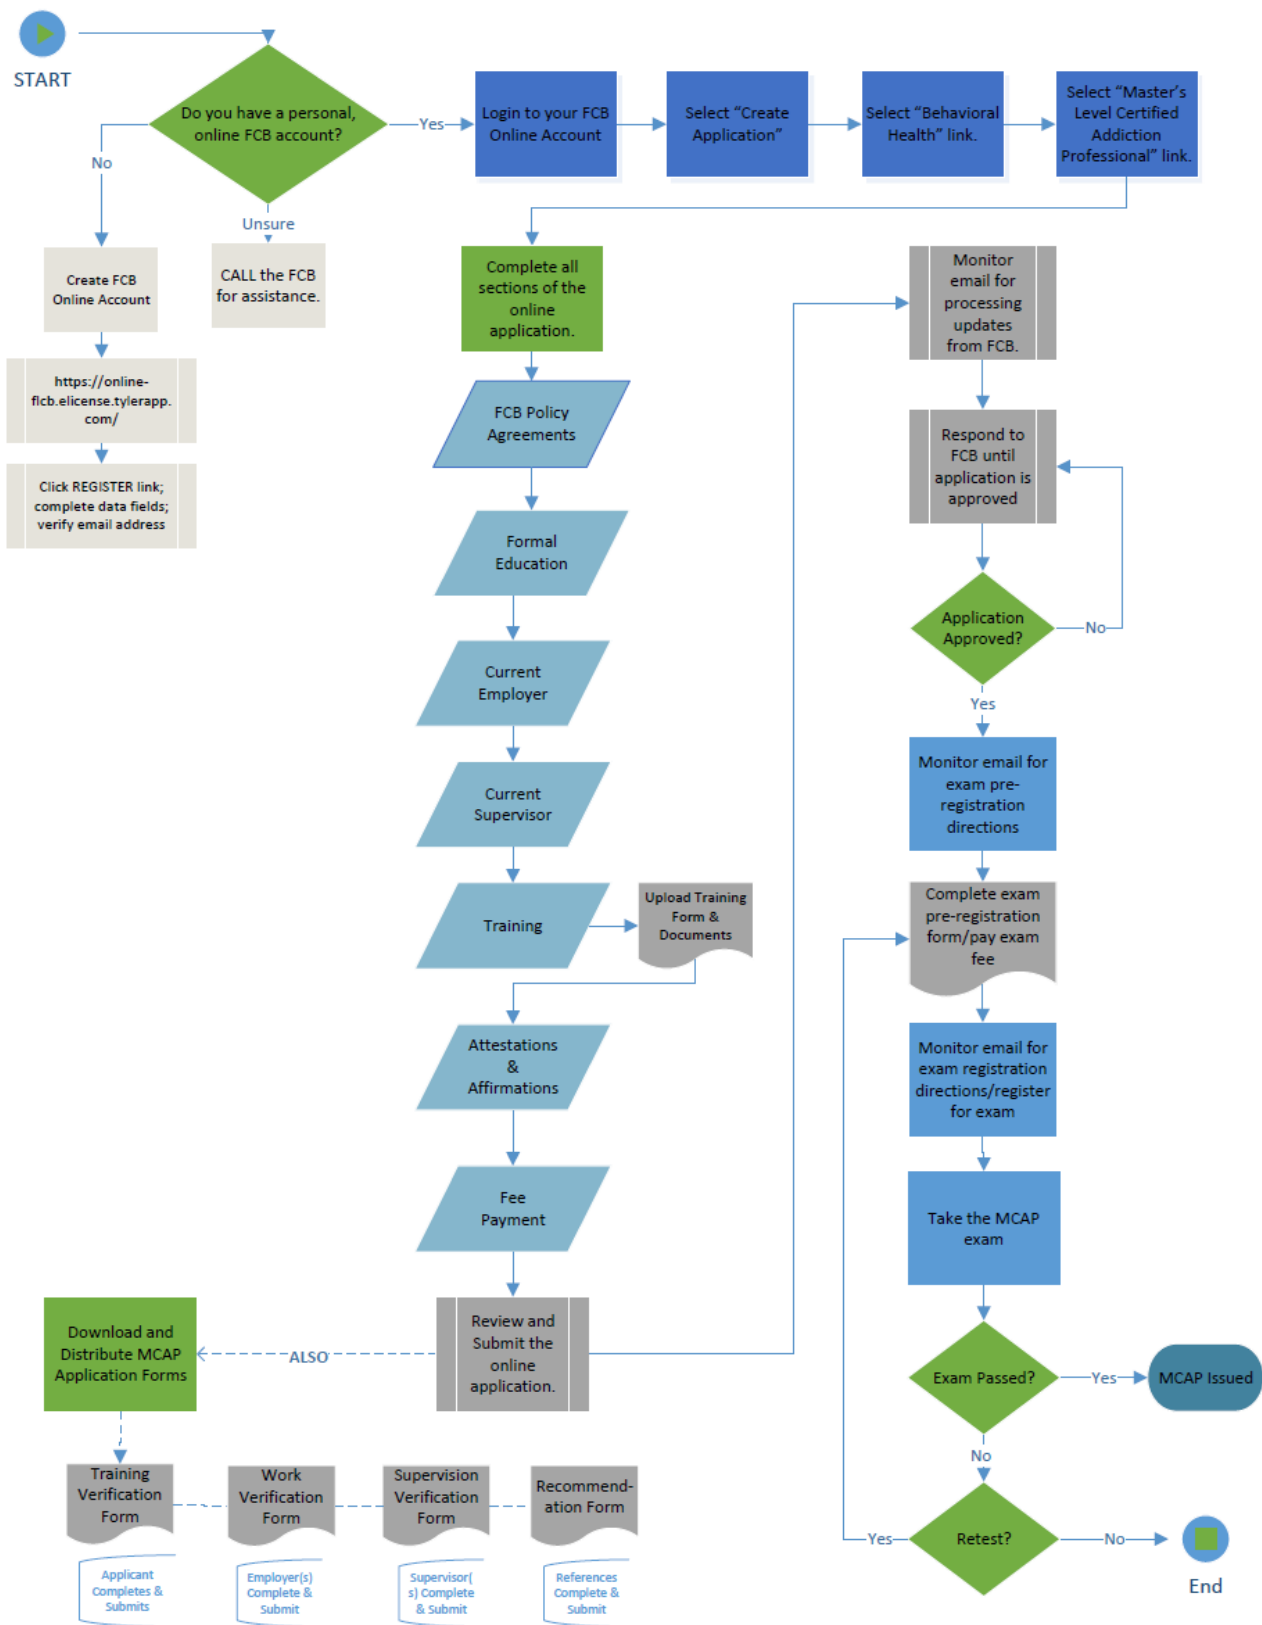 START
Do you have a personal,
online FCB account?
Yes
Login to your FCB
Online Account
Select “Create
Application”
Select “Behavioral
Health” link.
Select “Master’s
Level Certified
Addiction
Professional” link.
No
Unsure
Create FCB
Online Account
CALL the FCB
for assistance.
https://online-
flcb.elicense.tylerapp.
com/
Click REGISTER link;
complete data fields;
verify email address
Complete all
sections of the
online
application.
FCB Policy
Agreements
Formal
Education
Current
Employer
Current
Supervisor
Training
Upload Training
Form &
Documents
Attestations
&
Affirmations
Fee
Payment
Review and
Submit the
online
application.
ALSO
Download and
Distribute MCAP
Application Forms
Training
Verification
Form
Work
Verification
Form
Supervision
Verification
Form
Recommend-
ation Form
Applicant
Completes &
Submits
Employer(s)
Complete &
Submit
Supervisor(
s) Complete
& Submit
References
Complete &
Submit
Monitor
email for
processing
updates
from FCB.
Respond to
FCB until
application is
approved
Application
Approved?
No
Yes
Monitor email for
exam pre-
registration
directions
Complete exam
pre-registration
form/pay exam
fee
Monitor email for
exam registration
directions/register
for exam
Take the MCAP
exam
Exam Passed?
Yes
MCAP Issued
No
Retest?
Yes
No
End